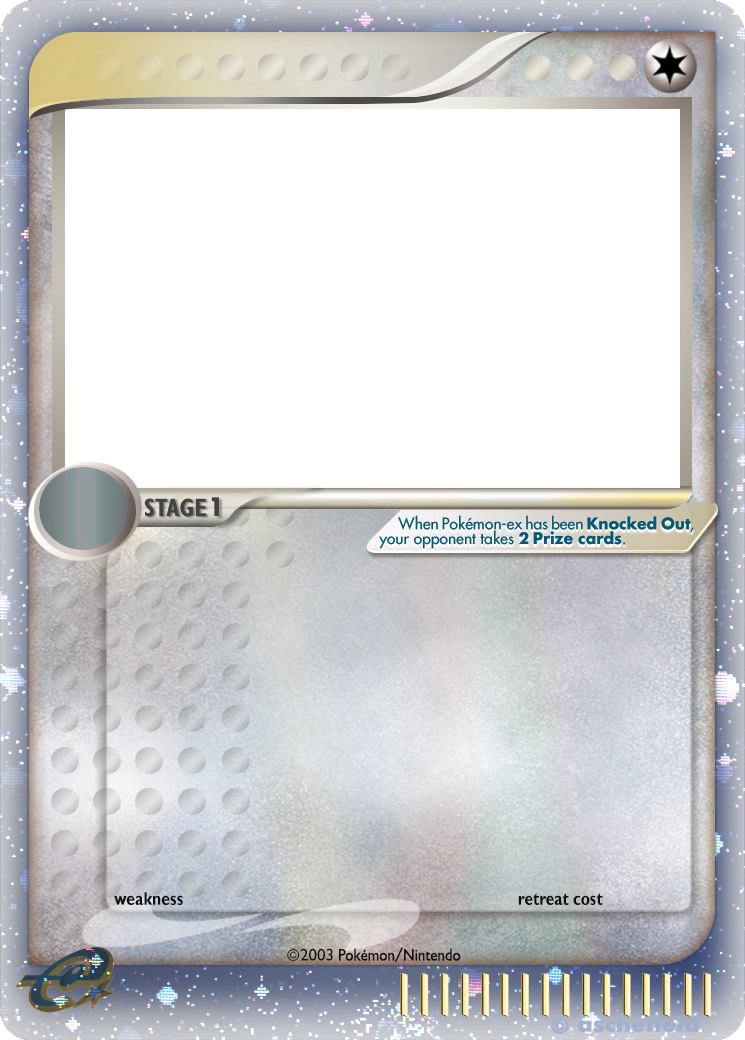 STAGE 1
When Pokémon-ex has been Knocked Out,
your opponent takes 2 Prize cards.
weakness retreat cost
©2003 Pokémon/Nintendo